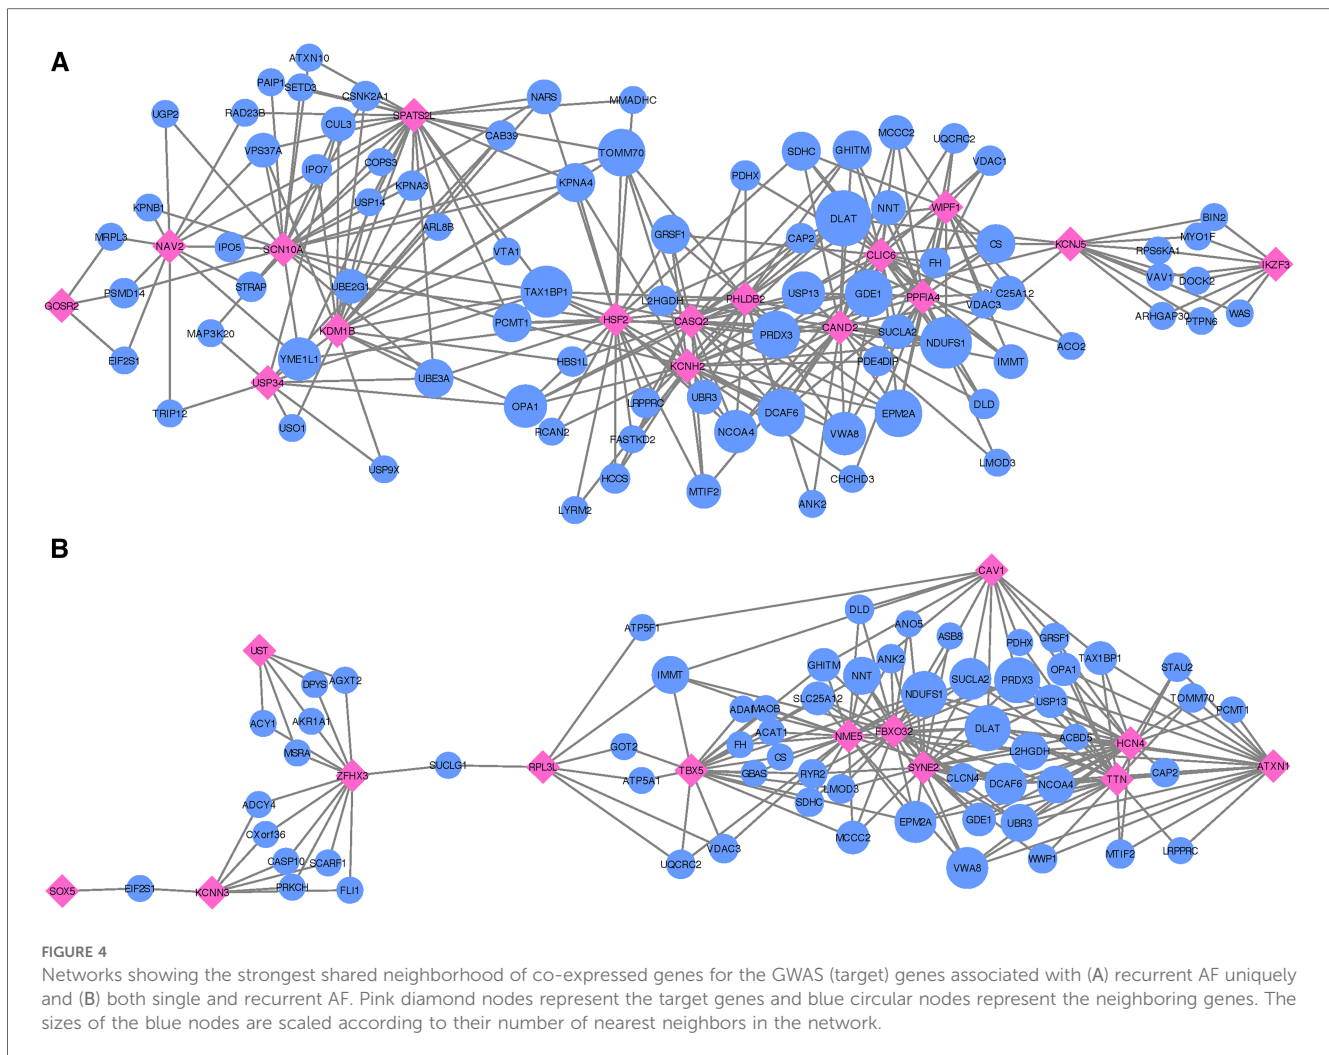 A
ATXN10
PAIP1
SETD3
CSNK2A1
SPATS2L
NARS
MMADHC
UGP2
RAD23B
CUL3
CAB39
TOMM70
VPS37A
IPO7
COPS3
KPNA3
KPNA4
USP14
KPNB1
MRPL3
NAV2
IPO5
SCN10A
ARL8B
VTA1
GRSF1
PDHX
SDHC
GHITM
MCCC2
UQCRC2
VDAC1
DLAT
NNT
WIPF1
CAP2
CLIC6
CS
KCNJ5
BIN2
MYO1F
RPS6KA1
IKZF3
VAV1
DOCK2
ARHGAP30
PTPN6
WAS
FH
PSMD14
STRAP
UBE2G1
TAX1BP1
L2HGDH
PHLDB2
USP13
GDE1
PPFIA4
SLC25A12
VDAC3
GOSR2
MAP3K20
KDM1B
PCMT1
HSF2
CASQ2
PRDX3
CAND2
SUCLA2
NDUFS1
ACO2
EIF2S1
YME1L1
USP34
UBE3A
HBS1L
KCNH2
PDE4DIP
IMMT
TRIP12
USO1
OPA1
RCAN2
LRPPRC
UBR3
DCAF6
EPM2A
DLD
USP9X
FASTKD2
NCOA4
VWA8
LMOD3
HCCS
MTIF2
CHCHD3
LYRM2
ANK2
B
CAV1
UST
ATP5F1
DLD
ANO5
ASB8
PDHX
GRSF1
TAX1BP1
STAU2
DPYS
AGXT2
IMMT
GHITM
ANK2
NNT
NDUFS1
SUCLA2
PRDX3
OPA1
TOMM70
PCMT1
ACY1
AKR1A1
ADAL
MAOB
SLC25A12
USP13
MSRA
GOT2
FH
ACAT1
NME5
FBXO32
DLAT
ACBD5
HCN4
ZFHX3
SUCLG1
RPL3L
CS
L2HGDH
ATXN1
ATP5A1
TBX5
GBAS
RYR2
SYNE2
CLCN4
DCAF6
NCOA4
TTN
CAP2
ADCY4
SDHC
LMOD3
CXorf36
MCCC2
EPM2A
GDE1
UBR3
CASP10
SCARF1
UQCRC2
VDAC3
VWA8
WWP1
MTIF2
LRPPRC
SOX5
EIF2S1
KCNN3
PRKCH
FLI1
FIGURE 4
Networks showing the strongest shared neighborhood of co-expressed genes for the GWAS (target) genes associated with (A) recurrent AF uniquely
and (B) both single and recurrent AF. Pink diamond nodes represent the target genes and blue circular nodes represent the neighboring genes. The
sizes of the blue nodes are scaled according to their number of nearest neighbors in the network.